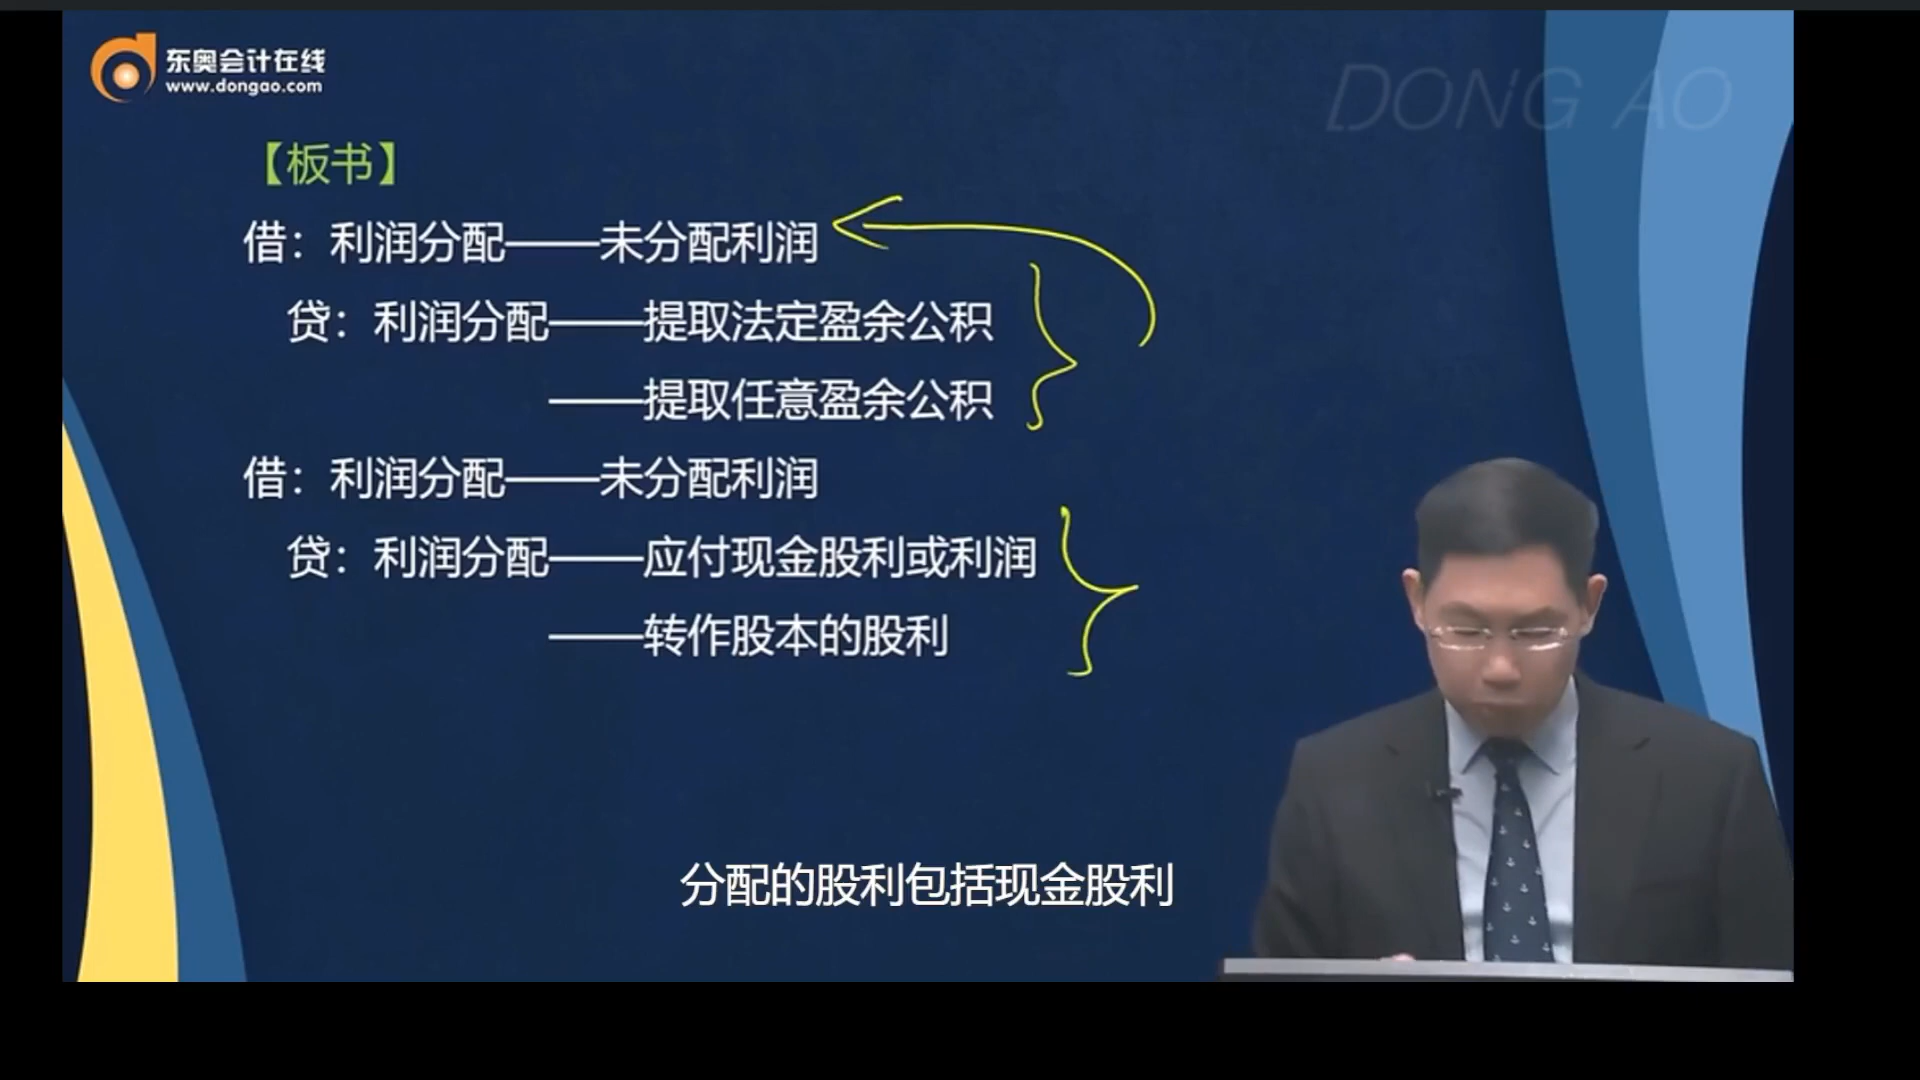 东奥会计在线
www.dongao.com
DONG AO
【板书】
借：利润分配——未分配利润
贷：利润分配——提取法定盈余公积
——提取任意盈余公积
借：利润分配——未分配利润
贷：利润分配——应付现金股利或利润
——转作股本的股利
分配的股利包括现金股利